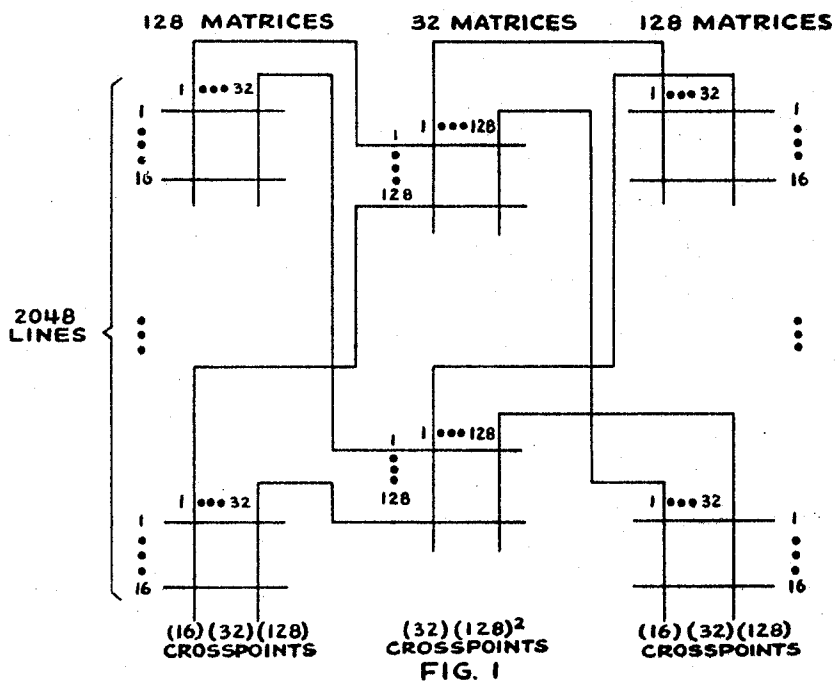 128 MATRICES 32 MATRICES 128 MATRICES
1 ••• 32
1
16
1 ••• 128
1
128
1 ••• 32
1
16
2048
LINES
1 ••• 32
1
16
1 ••• 128
1
128
1 ••• 32
1
16
(16)(32)(128)
CROSSPOINTS
(32)(128)²
CROSSPOINTS
(16)(32)(128)
CROSSPOINTS
FIG. 1